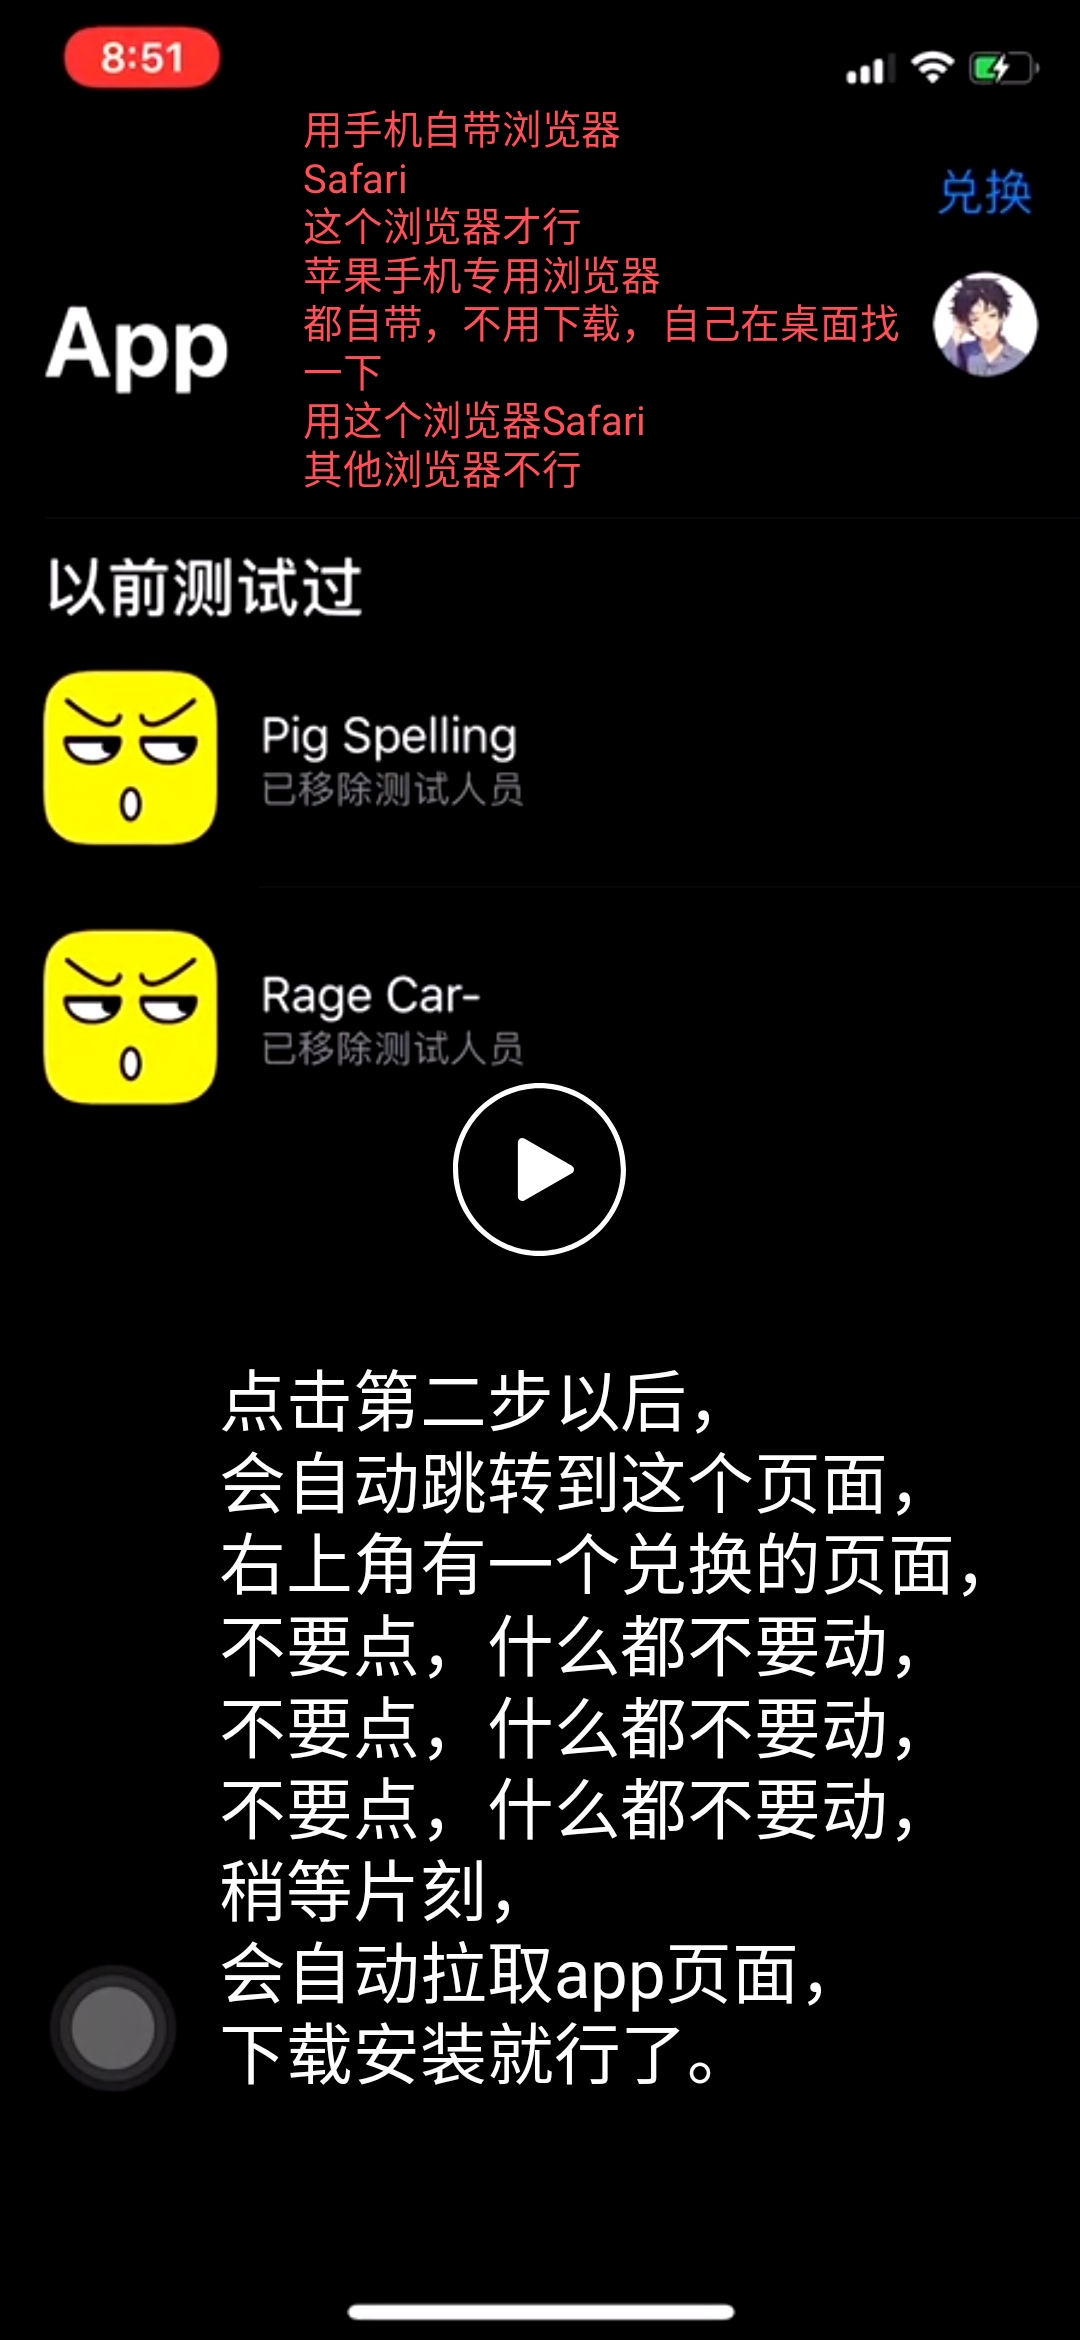 8:51
用手机自带浏览器
Safari
这个浏览器才行
苹果手机专用浏览器
都自带，不用下载，自己在桌面找
一下
用这个浏览器Safari
其他浏览器不行
兑换
App
以前测试过
Pig Spelling
已移除测试人员
Rage Car-
已移除测试人员
点击第二步以后，
会自动跳转到这个页面，
右上角有一个兑换的页面，
不要点，什么都不要动，
不要点，什么都不要动，
不要点，什么都不要动，
稍等片刻，
会自动拉取app页面，
下载安装就行了。